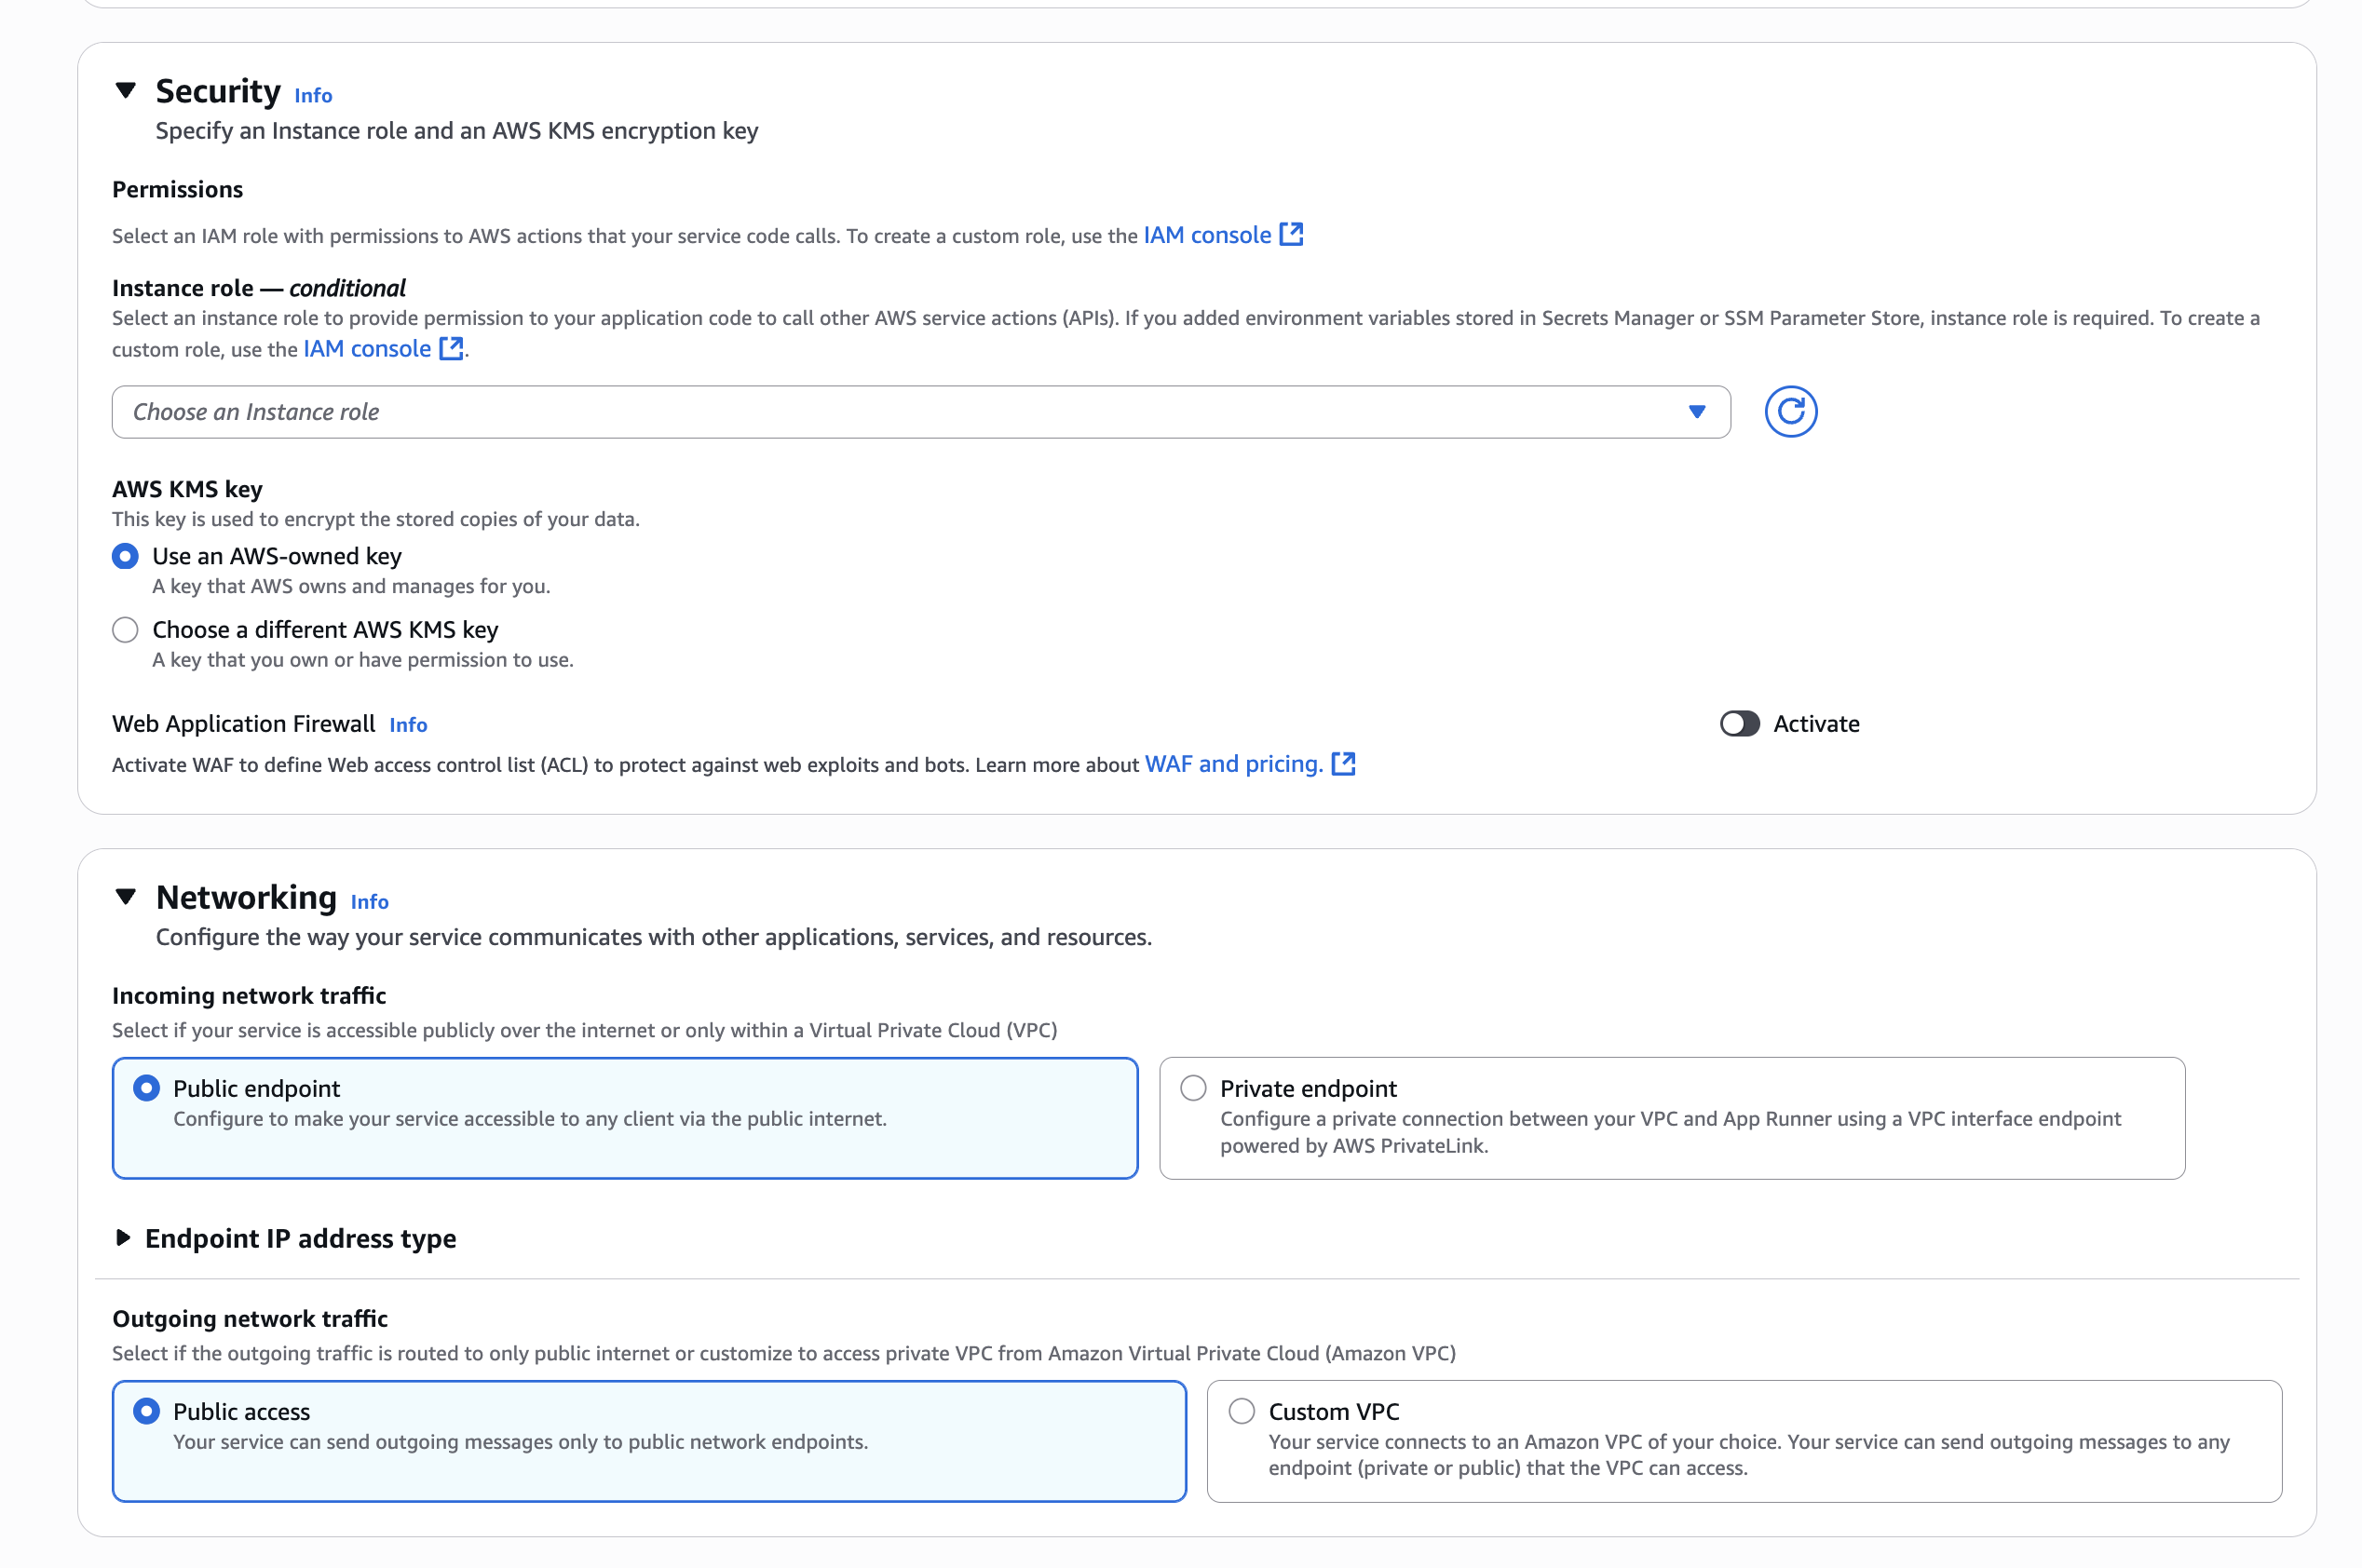 Security Info
Specify an Instance role and an AWS KMS encryption key
Permissions
Select an IAM role with permissions to AWS actions that your service code calls. To create a custom role, use the IAM console
Instance role — conditional
Select an instance role to provide permission to your application code to call other AWS service actions (APIs). If you added environment variables stored in Secrets Manager or SSM Parameter Store, instance role is required. To create a
custom role, use the IAM console.
Choose an Instance role
AWS KMS key
This key is used to encrypt the stored copies of your data.
Use an AWS-owned key
A key that AWS owns and manages for you.
Choose a different AWS KMS key
A key that you own or have permission to use.
Web Application Firewall Info
Activate
Activate WAF to define Web access control list (ACL) to protect against web exploits and bots. Learn more about WAF and pricing.
Networking Info
Configure the way your service communicates with other applications, services, and resources.
Incoming network traffic
Select if your service is accessible publicly over the internet or only within a Virtual Private Cloud (VPC)
Public endpoint
Configure to make your service accessible to any client via the public internet.
Private endpoint
Configure a private connection between your VPC and App Runner using a VPC interface endpoint
powered by AWS PrivateLink.
Endpoint IP address type
Outgoing network traffic
Select if the outgoing traffic is routed to only public internet or customize to access private VPC from Amazon Virtual Private Cloud (Amazon VPC)
Public access
Your service can send outgoing messages only to public network endpoints.
Custom VPC
Your service connects to an Amazon VPC of your choice. Your service can send outgoing messages to any
endpoint (private or public) that the VPC can access.